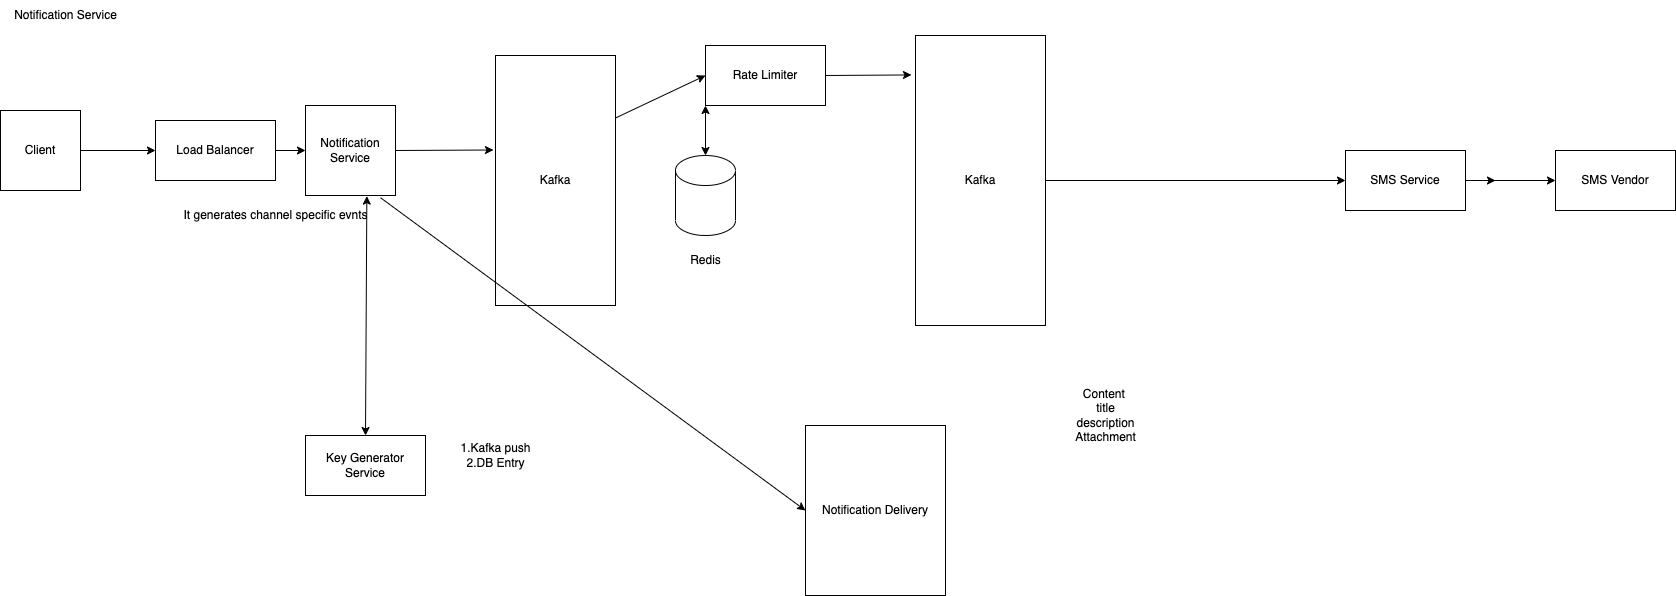 Notification Service
Client
Load Balancer
Notification
Service
It generates channel specific evnts
Kafka
Rate Limiter
Redis
Kafka
SMS Service
SMS Vendor
Key Generator
Service
1.Kafka push
2.DB Entry
Notification Delivery
Content
title
description
Attachment